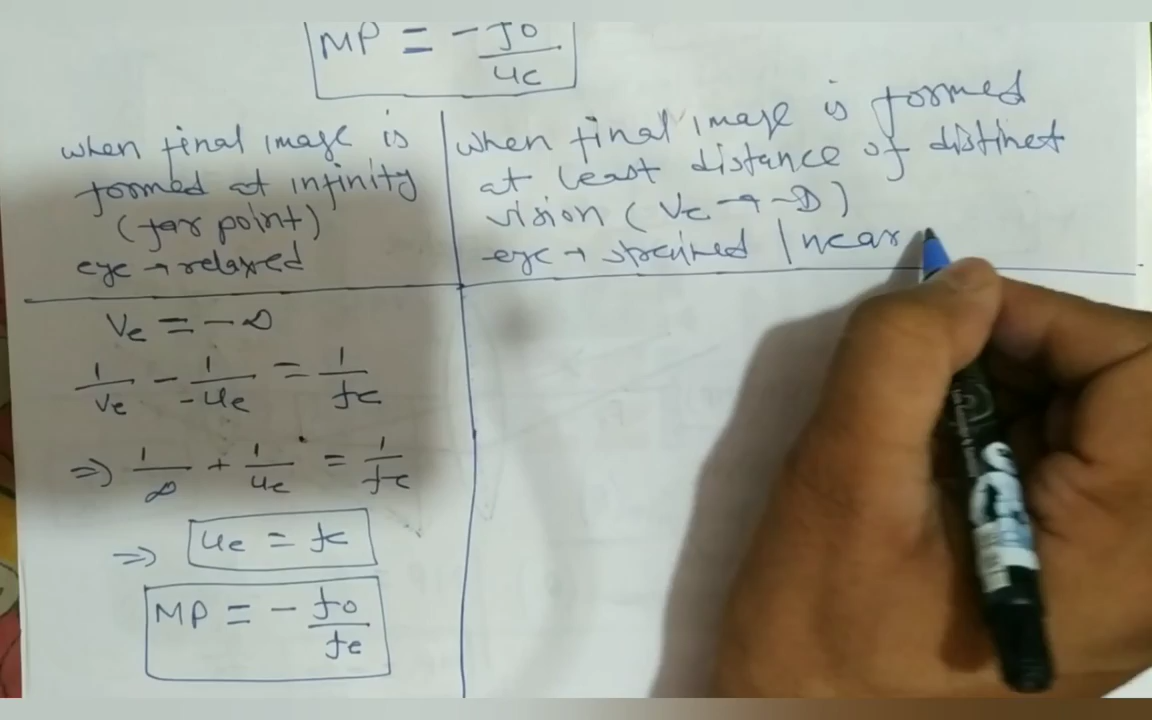 MP = - fo/ue
when final image is
formed at infinity
(far point)
eye → relaxed
Ve = - ∞
1/Ve - 1/-ue = 1/fe
⇒ 1/∞ + 1/ue = 1/fe
⇒ ue = fe
MP = - fo/fe
when final image is formed
at least distance of distinct
vision (Ve → -D)
eye → strained / near